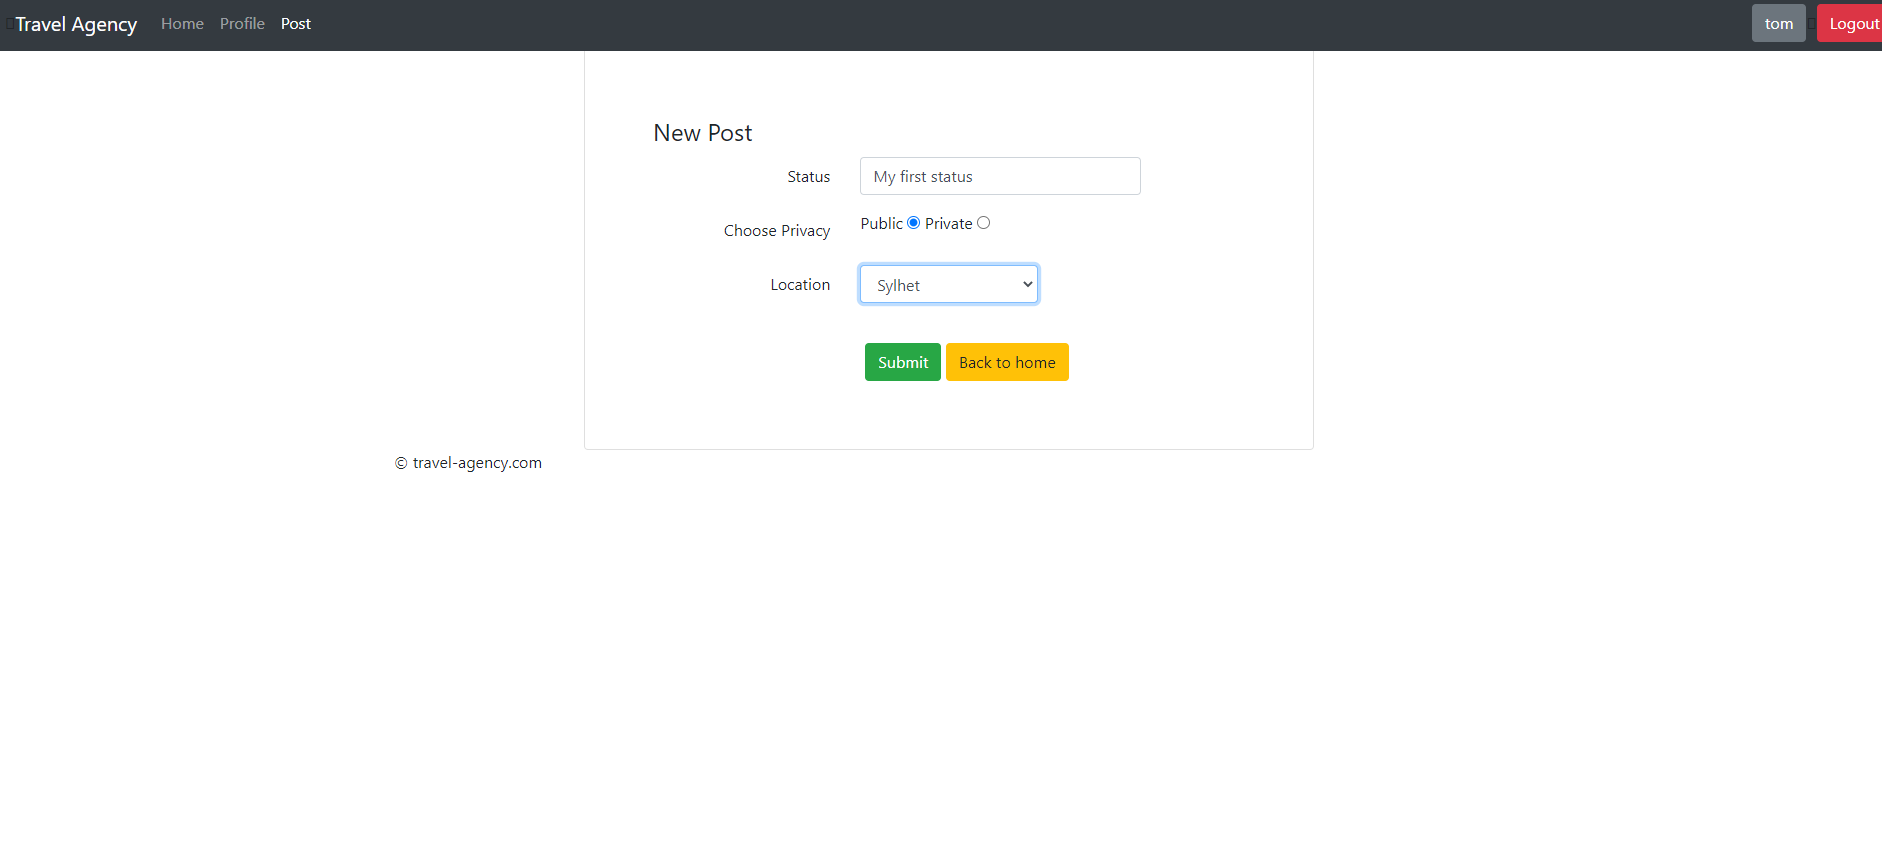 Travel Agency Home Profile Post tom Logout
New Post
Status My first status
Choose Privacy Public Private
Location Sylhet
Submit Back to home
© travel-agency.com